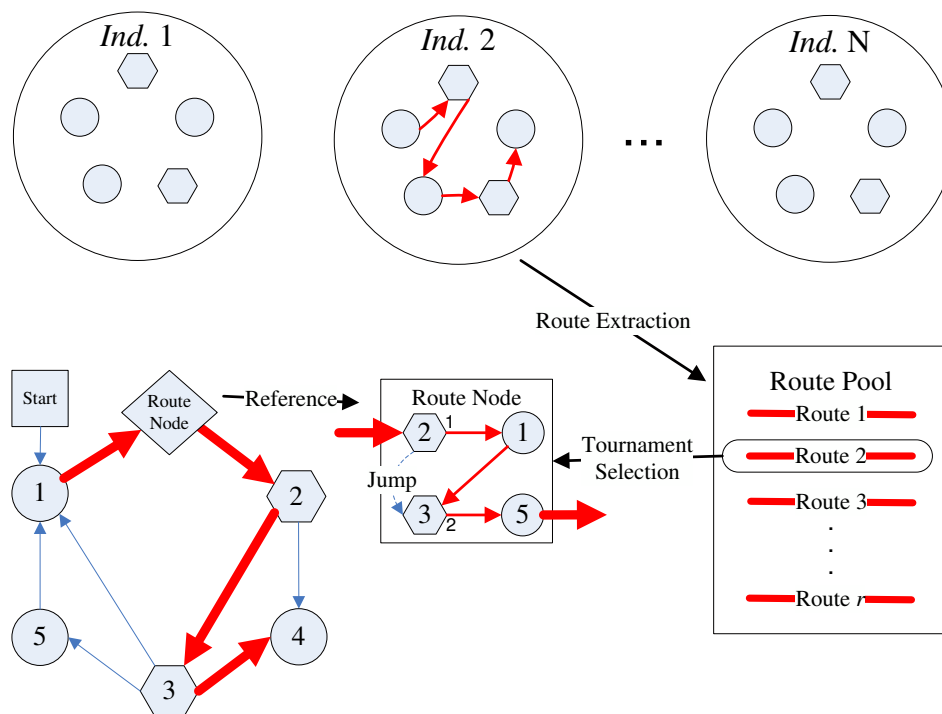 Ind. 1
Ind. 2
Ind. N
...
Route Extraction
Route Pool
Route 1
Route 2
Route 3
.
.
.
Route r
Tournament
Selection
Start
Route
Node
Reference
Route Node
2
1
1
Jump
3
2
5
1
2
5
4
3